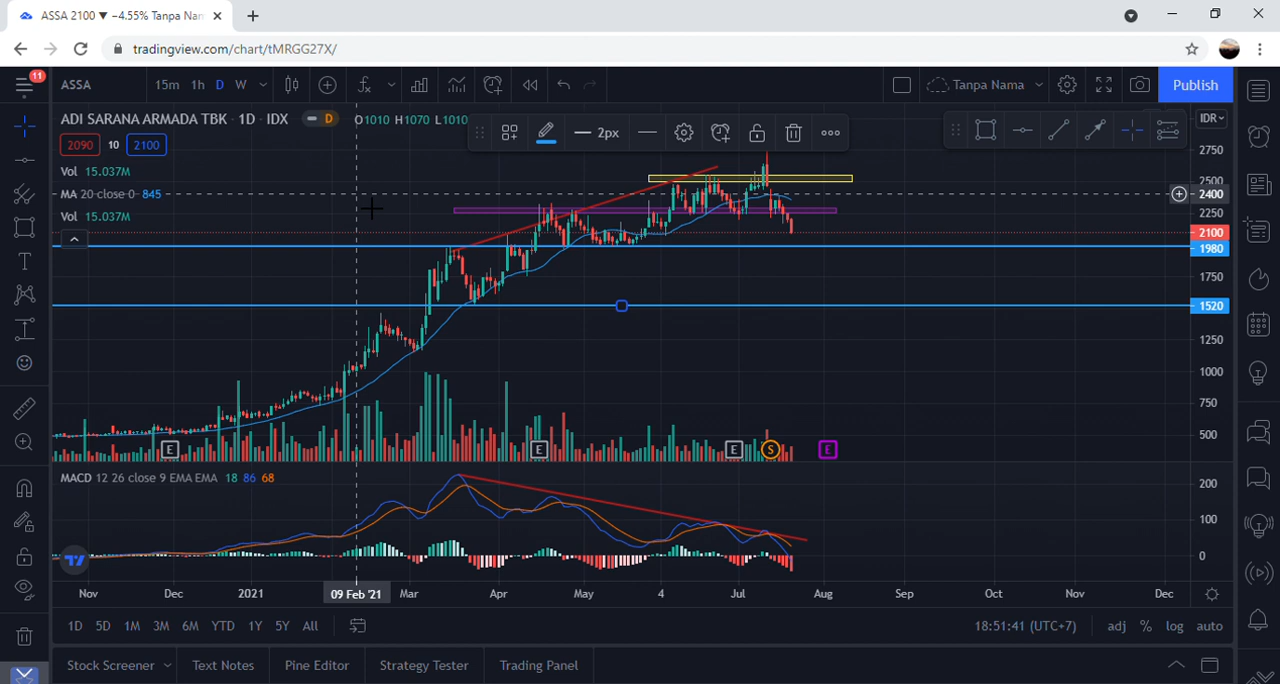 ASSA 2100 ▼ −4.55% Tanpa Nam
tradingview.com/chart/tMRGG27X/
11
ASSA 15m 1h D W Tanpa Nama Publish
ADI SARANA ARMADA TBK · 1D · IDX D O1010 H1070 L1010
2090 10 2100
Vol 15.037M
MA 20 close 0 845
Vol 15.037M
2px
IDR
2750
2500
2400
2250
2100
1980
1750
1520
1250
1000
750
500
E E E S E
MACD 12 26 close 9 EMA EMA 18 86 68
200
100
0
Nov Dec 2021 09 Feb '21 Mar Apr May 4 Jul Aug Sep Oct Nov Dec
1D 5D 1M 3M 6M YTD 1Y 5Y All 18:51:41 (UTC+7) adj % log auto
Stock Screener Text Notes Pine Editor Strategy Tester Trading Panel